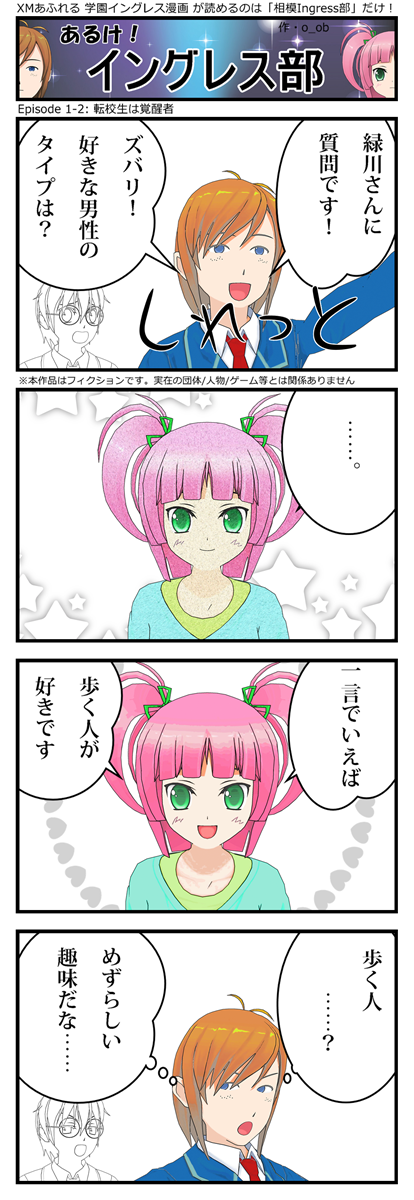 XMあふれる 学園イングレス漫画 が読めるのは「相模Ingress部」だけ！
あるけ！
作・o_ob
イングレス部
Episode 1-2: 転校生は覚醒者
緑川さんに
質問です！
ズバリ！
好きな男性の
タイプは？
しれっと
※本作品はフィクションです。実在の団体/人物/ゲーム等とは関係ありません
……。
一言でいえば
歩く人が
好きです
歩く人
……？
めずらしい
趣味だな……